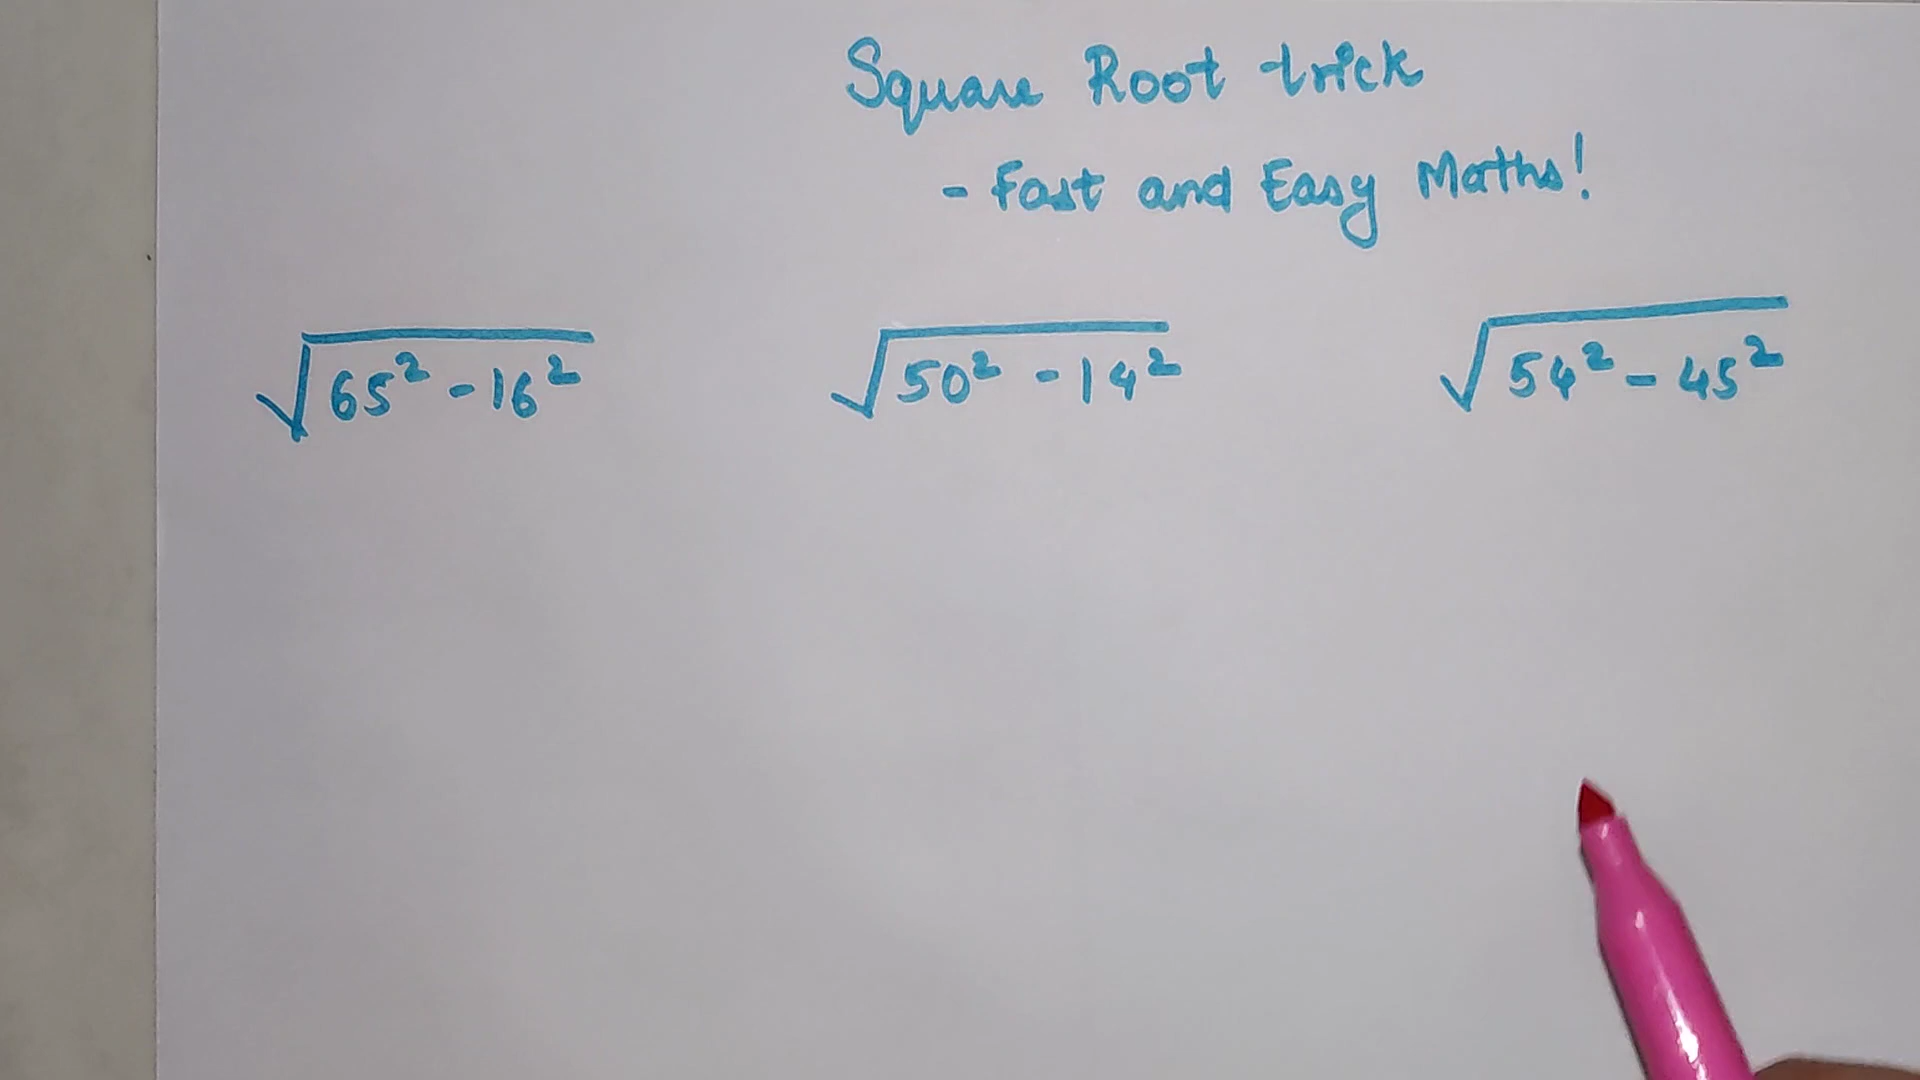 Square Root trick
- Fast and Easy Maths!
√65² - 16² √50² - 14² √54² - 45²